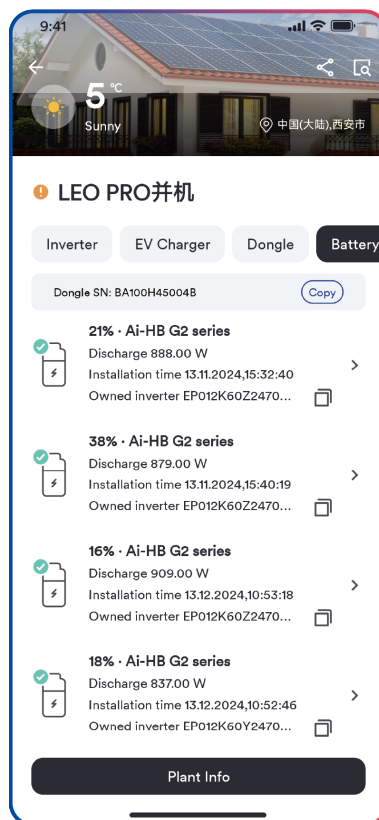 9:41
5 °C
Sunny
中国(大陆),西安市
LEO PRO并机
Inverter EV Charger Dongle Battery
Dongle SN: BA100H45004B Copy
21% · Ai-HB G2 series
Discharge 888.00 W
Installation time 13.11.2024,15:32:40
Owned inverter EP012K60Z2470...
38% · Ai-HB G2 series
Discharge 879.00 W
Installation time 13.11.2024,15:40:19
Owned inverter EP012K60Z2470...
16% · Ai-HB G2 series
Discharge 909.00 W
Installation time 13.12.2024,10:53:18
Owned inverter EP012K60Z2470...
18% · Ai-HB G2 series
Discharge 837.00 W
Installation time 13.12.2024,10:52:46
Owned inverter EP012K60Y2470...
Plant Info